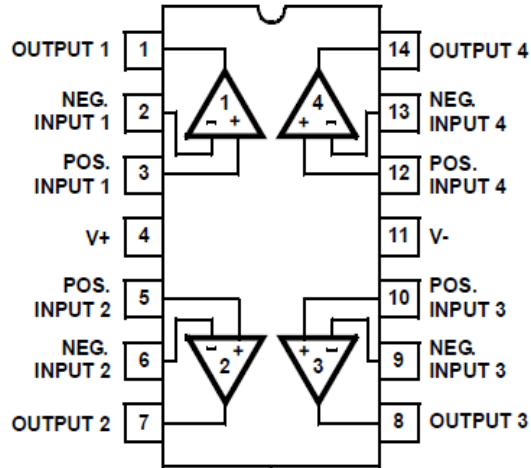 OUTPUT 1
1
14
OUTPUT 4
NEG.
INPUT 1
2
1
- +
4
+ -
13
NEG.
INPUT 4
POS.
INPUT 1
3
12
POS.
INPUT 4
V+
4
11
V-
POS.
INPUT 2
5
10
POS.
INPUT 3
NEG.
INPUT 2
6
- +
2
+ -
3
9
NEG.
INPUT 3
OUTPUT 2
7
8
OUTPUT 3